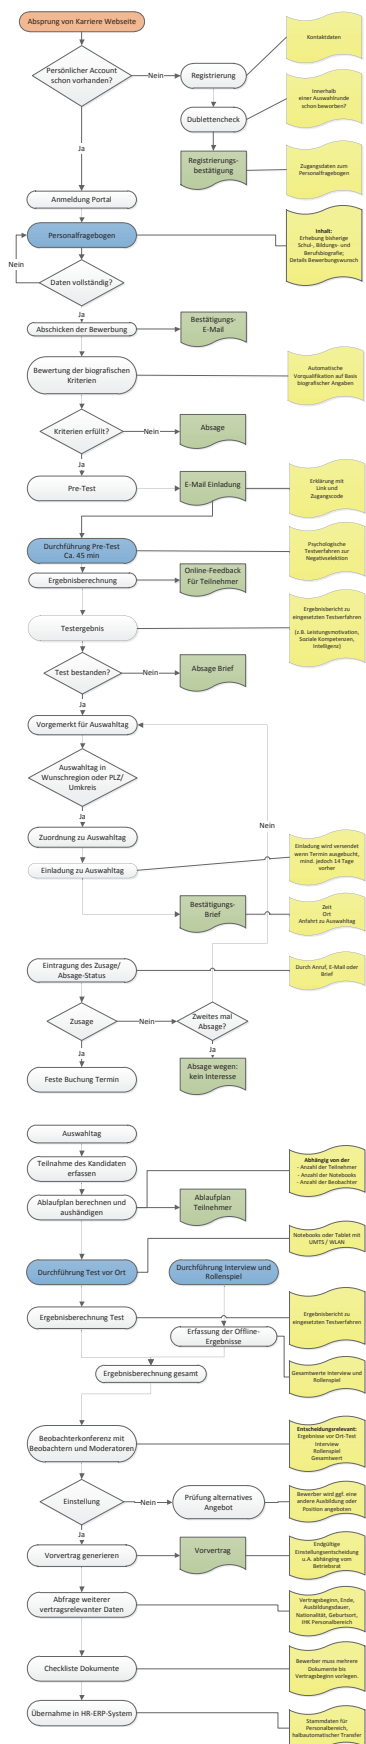 Absprung von Karriere Webseite
Kontaktdaten
Persönlicher Account
schon vorhanden?
Nein
Registrierung
Innerhalb
einer Auswahlrunde
schon beworben?
Dublettencheck
Ja
Registrierungs-
bestätigung
Zugangsdaten zum
Personalfragebogen
Anmeldung Portal
Personalfragebogen
Inhalt:
Erhebung bisherige
Schul-, Bildungs- und
Berufsbiografie;
Details Bewerbungswunsch
Nein
Daten vollständig?
Ja
Abschicken der Bewerbung
Bestätigungs-
E-Mail
Bewertung der biografischen
Kriterien
Automatische
Vorqualifikation auf Basis
biografischer Angaben
Kriterien erfüllt?
Nein
Absage
Ja
Pre-Test
E-Mail Einladung
Erklärung mit
Link und
Zugangscode
Durchführung Pre-Test
Ca. 45 min
Psychologische
Testverfahren zur
Negativselektion
Ergebnisberechnung
Online-Feedback
Für Teilnehmer
Testergebnis
Ergebnisbericht zu
eingesetzten Testverfahren
(z.B. Leistungsmotivation,
Soziale Kompetenzen,
Intelligenz)
Test bestanden?
Nein
Absage Brief
Ja
Vorgemerkt für Auswahltag
Auswahltag in
Wunschregion oder PLZ/
Umkreis
Ja
Nein
Zuordnung zu Auswahltag
Einladung zu Auswahltag
Einladung wird versendet
wenn Termin ausgebucht,
mind. jedoch 14 Tage
vorher
Bestätigungs-
Brief
Zeit
Ort
Anfahrt zu Auswahltag
Eintragung des Zusage/
Absage-Status
Durch Anruf, E-Mail oder
Brief
Zusage
Nein
Zweites mal
Absage?
Ja
Ja
Feste Buchung Termin
Absage wegen:
kein Interesse
Auswahltag
Teilnahme des Kandidaten
erfassen
Abhängig von der
- Anzahl der Teilnehmer
- Anzahl der Notebooks
- Anzahl der Beobachter
Ablaufplan berechnen und
aushändigen
Ablaufplan
Teilnehmer
Notebooks oder Tablet mit
UMTS / WLAN
Durchführung Test vor Ort
Durchführung Interview und
Rollenspiel
Ergebnisberechnung Test
Ergebnisbericht zu
eingesetzten Testverfahren
Erfassung der Offline-
Ergebnisse
Ergebnisberechnung gesamt
Gesamtwerte Interview und
Rollenspiel
Beobachterkonferenz mit
Beobachtern und Moderatoren
Entscheidungsrelevant:
Ergebnisse vor Ort-Test
Interview
Rollenspiel
Gesamtwert
Einstellung
Nein
Prüfung alternatives
Angebot
Bewerber wird ggf. eine
andere Ausbildung oder
Position angeboten
Ja
Vorvertrag generieren
Vorvertrag
Endgültige
Einstellungsentscheidung
u.A. abhänging vom
Betriebsrat
Abfrage weiterer
vertragsrelevanter Daten
Vertragsbeginn, Ende,
Ausbildungsdauer,
Nationalität, Geburtsort,
IHK Personalbereich
Checkliste Dokumente
Bewerber muss mehrere
Dokumente bis
Vertragsbeginn vorlegen.
Übernahme in HR-ERP-System
Stammdaten für
Personalbereich,
halbautomatischer Transfer